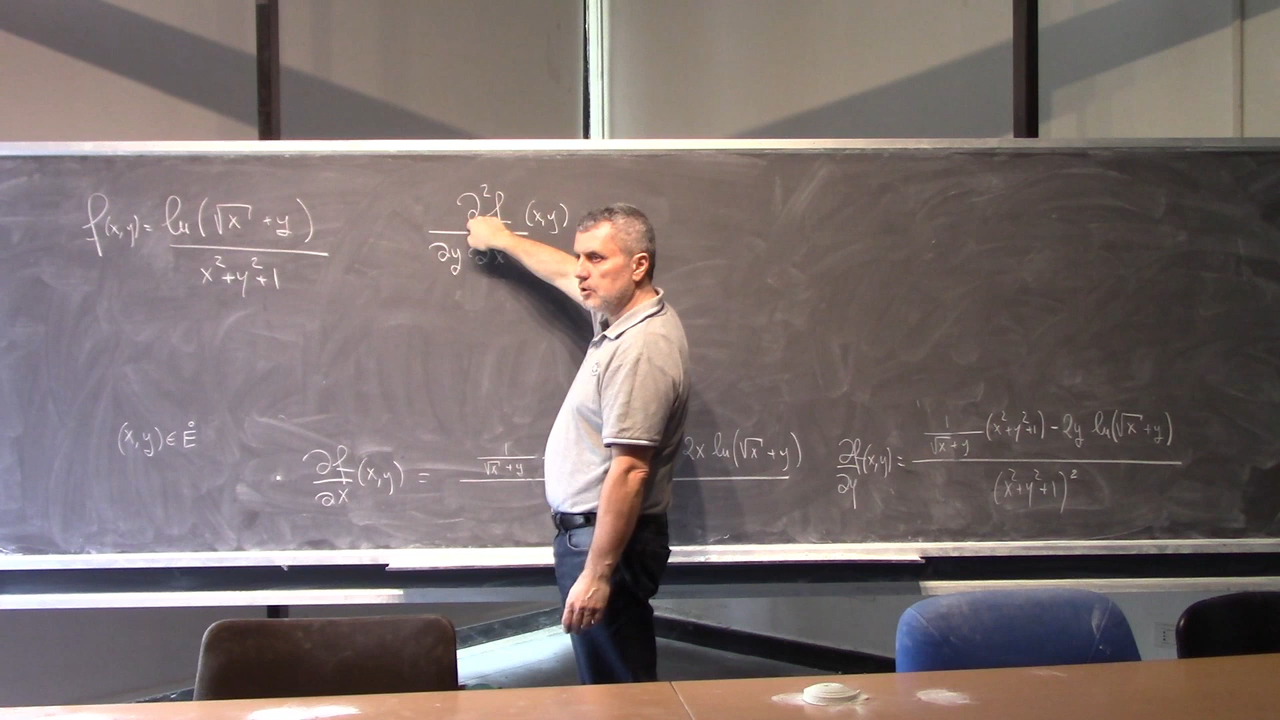 f(x,y) = ln(√x + y) / x²+y²+1
∂²f / ∂y ∂x (x,y)
(x,y) ∈ E̊
∂f/∂x (x,y) = 1/(√x + y) 2x ln(√x + y)
∂f/∂y (x,y) = 1/(√x + y) (x²+y²+1) - 2y ln(√x + y) / (x²+y²+1)²